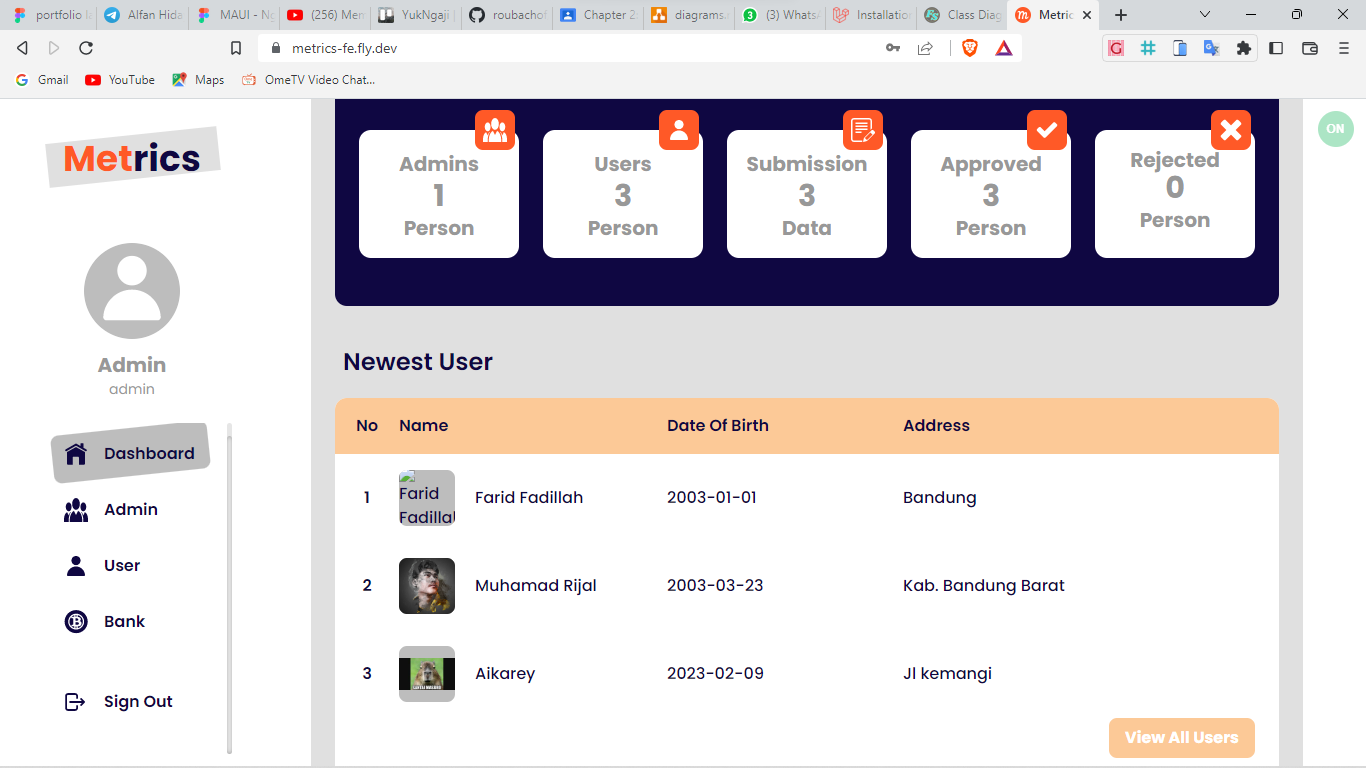 portfolio
Alfan Hida
MAUI - Ng
(256) Mem
YukNgaji
roubachof
Chapter 2
diagrams.
(3) Whats
Installation
Class Diag
Metric
metrics-fe.fly.dev
Gmail
YouTube
Maps
OmeTV Video Chat...
Metrics
Admin
admin
Dashboard
Admin
User
Bank
Sign Out
Admins
1
Person
Users
3
Person
Submission
3
Data
Approved
3
Person
Rejected
0
Person
ON
Newest User
No Name Date Of Birth Address
1 Farid Fadillah Farid Fadillah 2003-01-01 Bandung
2 Muhamad Rijal 2003-03-23 Kab. Bandung Barat
3 Aikarey 2023-02-09 Jl kemangi
View All Users